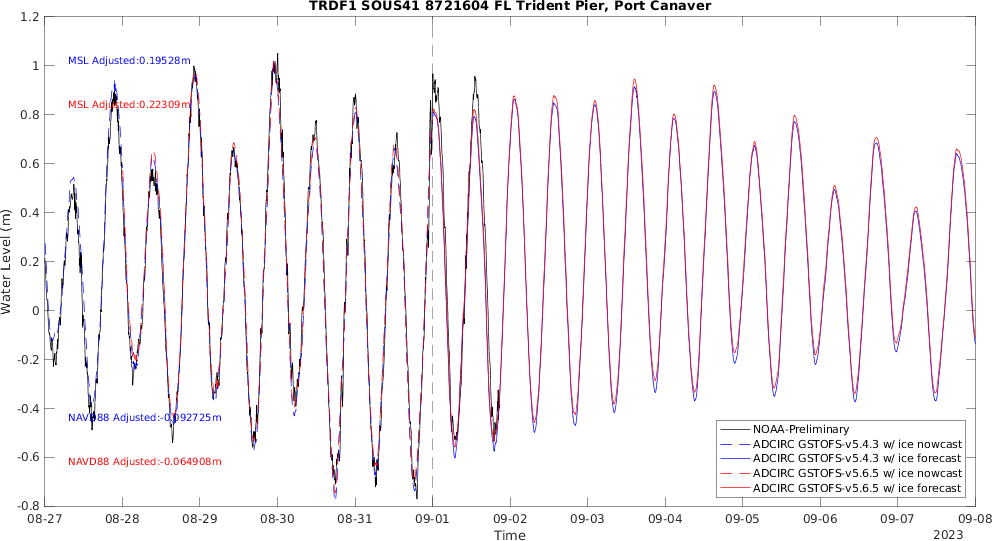 TRDF1 SOUS41 8721604 FL Trident Pier, Port Canaver
1.2
1
0.8
0.6
0.4
0.2
0
-0.2
-0.4
-0.6
-0.8
Water Level (m)
MSL Adjusted:0.19528m
MSL Adjusted:0.22309m
NAVD88 Adjusted:-0.092725m
NAVD88 Adjusted:-0.064908m
NOAA-Preliminary
ADCIRC GSTOFS-v5.4.3 w/ ice nowcast
ADCIRC GSTOFS-v5.4.3 w/ ice forecast
ADCIRC GSTOFS-v5.6.5 w/ ice nowcast
ADCIRC GSTOFS-v5.6.5 w/ ice forecast
08-27 08-28 08-29 08-30 08-31 09-01 09-02 09-03 09-04 09-05 09-06 09-07 09-08
Time
2023